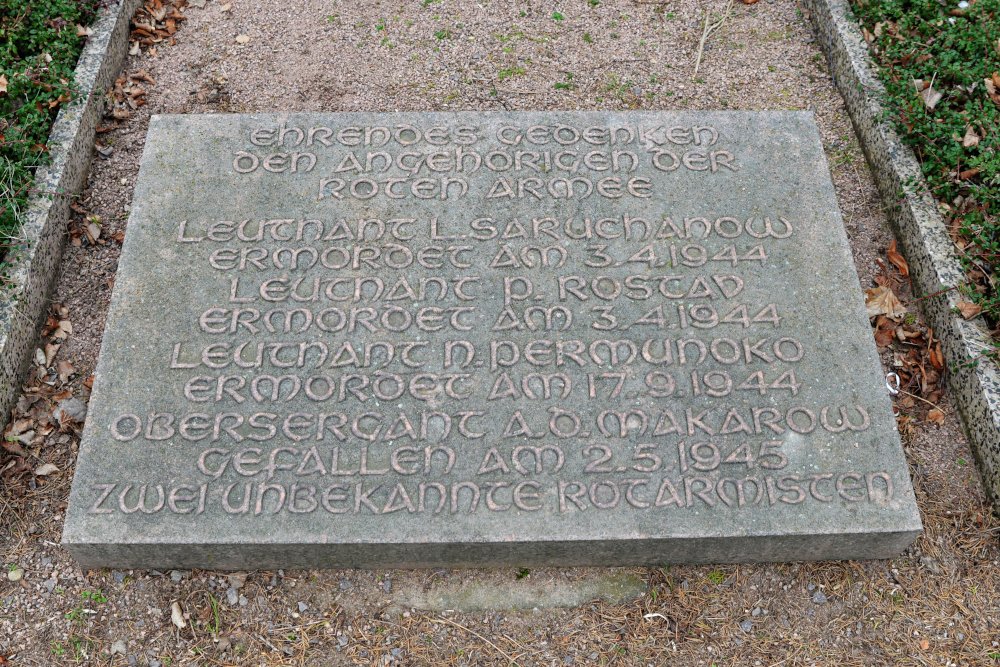 EHRENDES GEDENKEN
DEN ANGEHÖRIGEN DER
ROTEN ARMEE
LEUTNANT L. SARUCHANOW
ERMORDET AM 3.4.1944
LEUTNANT P. ROSTAD
ERMORDET AM 3.4.1944
LEUTNANT N. PERMUNOKO
ERMORDET AM 17.9.1944
OBERSERGANT A.D. MAKAROW
GEFALLEN AM 2.5.1945
ZWEI UNBEKANNTE ROTARMISTEN